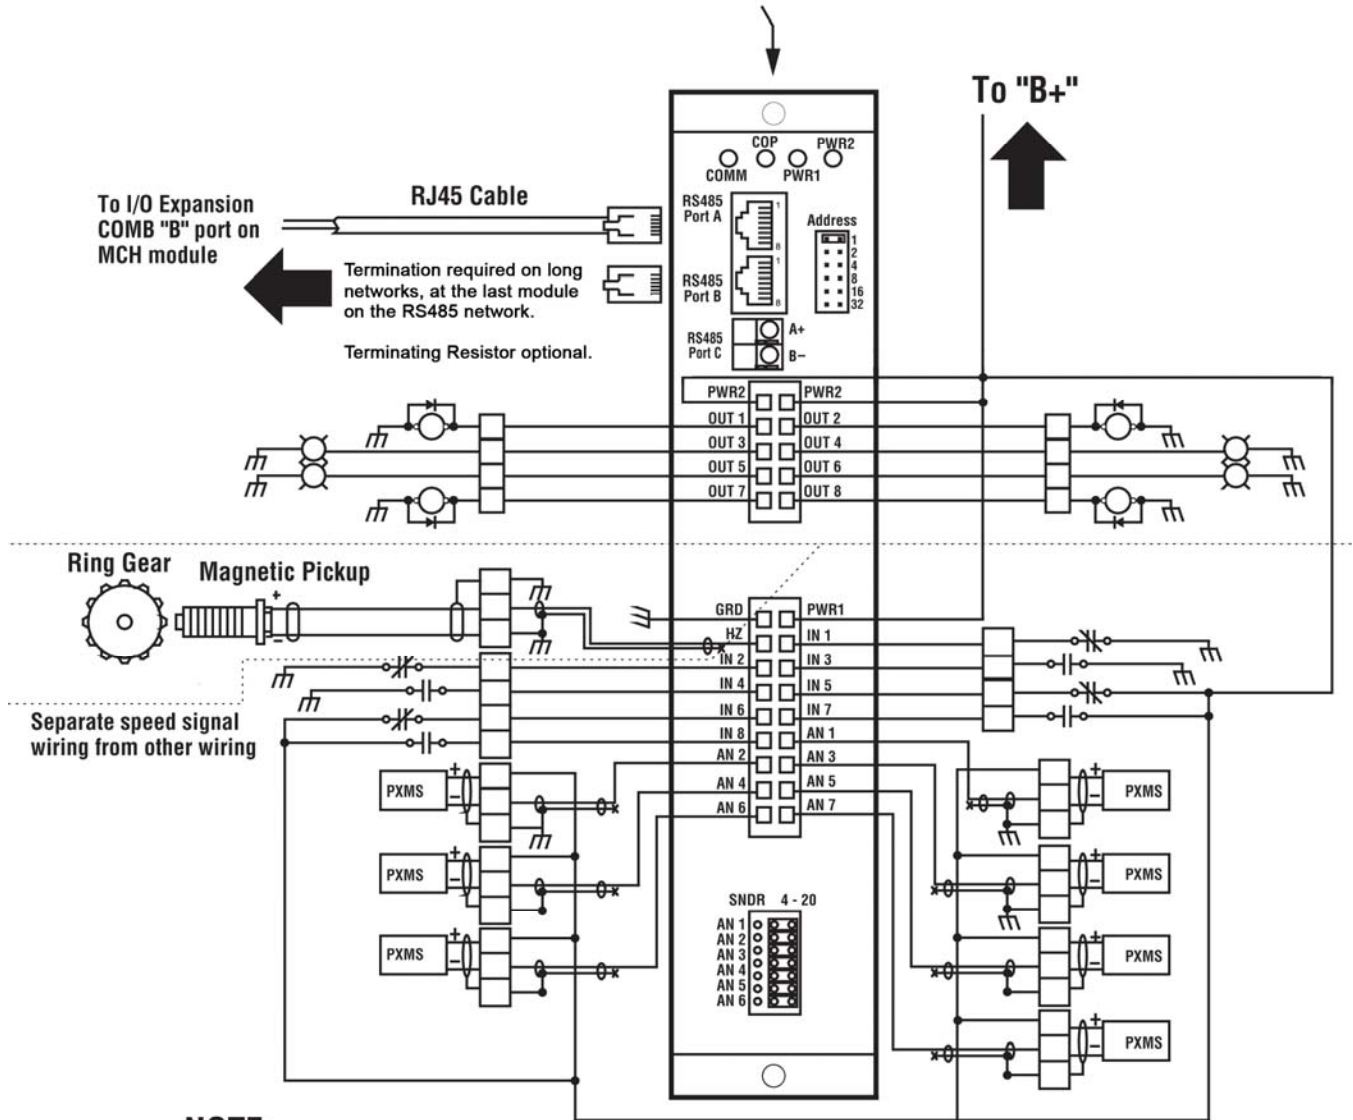 To "B+"
COP
PWR2
COMM
PWR1
RJ45 Cable
To I/O Expansion
COMB "B" port on
MCH module
RS485
Port A
1
8
Address
1
2
4
8
16
32
Termination required on long
networks, at the last module
on the RS485 network.
Terminating Resistor optional.
RS485
Port B
1
8
RS485
Port C
A+
B−
PWR2
PWR2
OUT 1
OUT 2
OUT 3
OUT 4
OUT 5
OUT 6
OUT 7
OUT 8
Ring Gear
Magnetic Pickup
+
−
GRD
PWR1
HZ
IN 1
IN 2
IN 3
IN 4
IN 5
IN 6
IN 7
IN 8
AN 1
AN 2
AN 3
AN 4
AN 5
AN 6
AN 7
Separate speed signal
wiring from other wiring
PXMS
+
−
PXMS
+
−
PXMS
+
−
PXMS
+
−
PXMS
+
−
PXMS
+
−
PXMS
+
−
SNDR 4 - 20
AN 1
AN 2
AN 3
AN 4
AN 5
AN 6